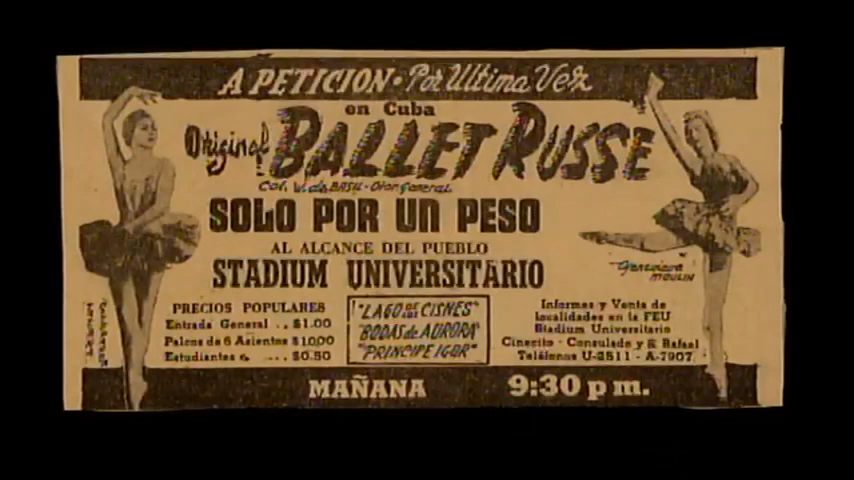 A PETICION • Por Ultima Vez
en Cuba
Original BALLET RUSSE
Col. W. de BASIL - Director General
SOLO POR UN PESO
AL ALCANCE DEL PUEBLO
STADIUM UNIVERSITARIO
PRECIOS POPULARES
Entrada General .. $1.00
Palcos de 6 Asientos $10.00
Estudiantes .... $0.50
"LAGO DE LOS CISNES"
"BODAS de AURORA"
"PRINCIPE IGOR"
Informes y Venta de
localidades en la FEU
Stadium Universitario
Cinecito - Consulado y S. Rafael
Teléfonos U-2511 - A-7907
Genevieve
MOULIN
MAÑANA 9:30 p m.